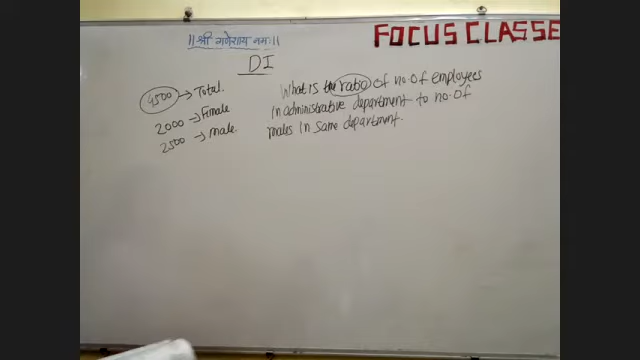 || श्री गणेशाय नमः ||
FOCUS CLASSE
DI
4500 → Total.
2000 → Female
2500 → male.
What is the ratio of no. of employees
in administrative department to no. of
males in same department.